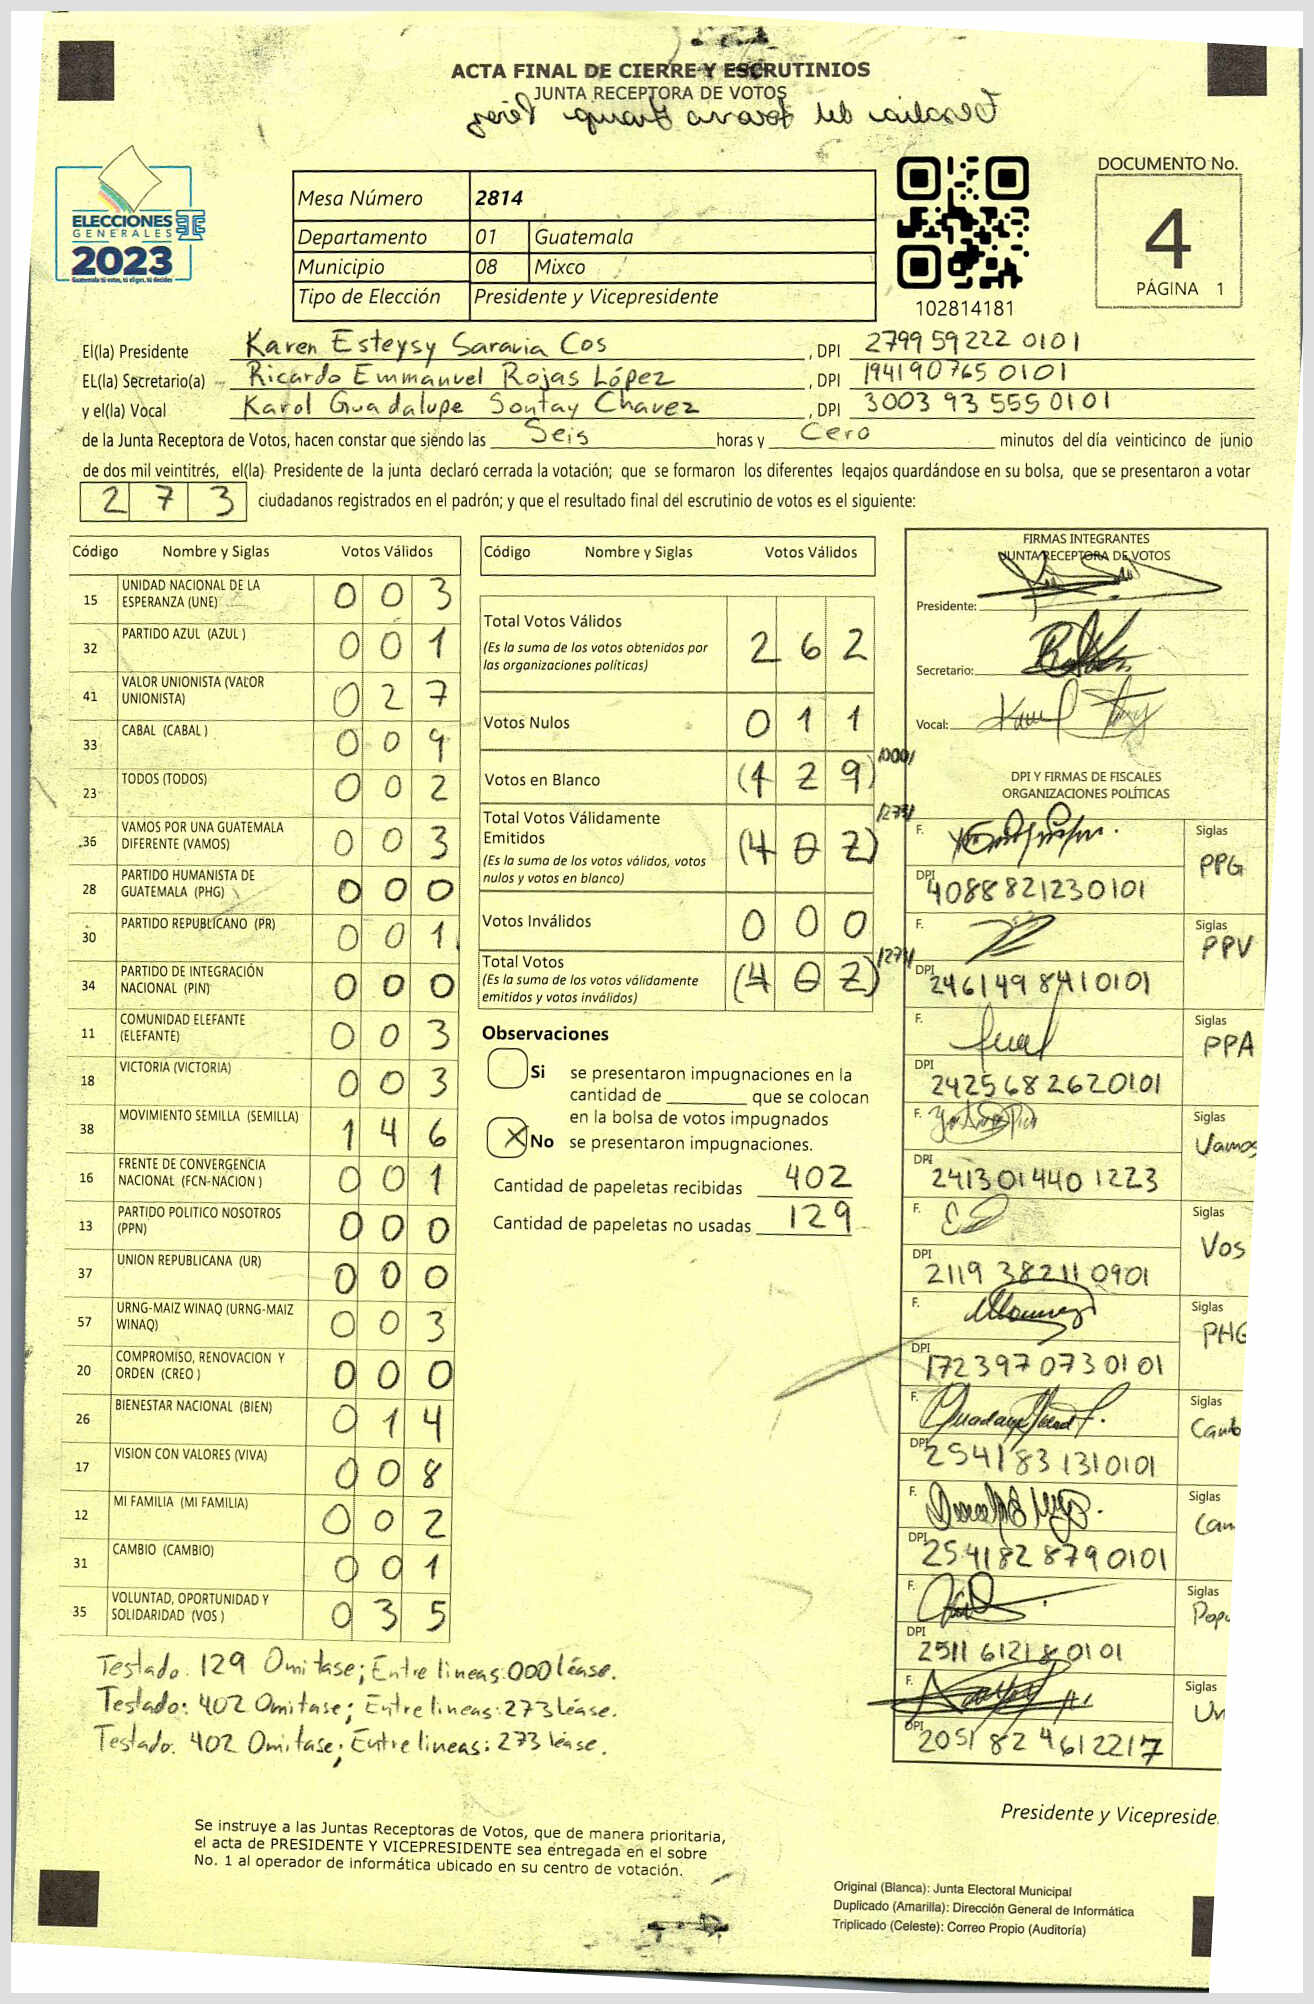 ACTA FINAL DE CIERRE Y ESCRUTINIOS
JUNTA RECEPTORA DE VOTOS
ELECCIONES
GENERALES
2023
Guatemala tú votas, tú eliges, tú decides
Mesa Número 2814
Departamento 01 Guatemala
Municipio 08 Mixco
Tipo de Elección Presidente y Vicepresidente
102814181
DOCUMENTO No.
4
PÁGINA 1
El(la) Presidente Karen Esteysy Saravia Cos , DPI 2799 59222 0101
EL(la) Secretario(a) Ricardo Emmanuel Rojas López , DPI 194190765 0101
y el(la) Vocal Karol Guadalupe Sontay Chavez , DPI 3003 93 555 0101
de la Junta Receptora de Votos, hacen constar que siendo las Seis horas y Cero minutos del día veinticinco de junio
de dos mil veintitrés, el(la) Presidente de la junta declaró cerrada la votación; que se formaron los diferentes legajos guardándose en su bolsa, que se presentaron a votar
2 7 3 ciudadanos registrados en el padrón; y que el resultado final del escrutinio de votos es el siguiente:
Código Nombre y Siglas Votos Válidos
15 UNIDAD NACIONAL DE LA ESPERANZA (UNE) 0 0 3
32 PARTIDO AZUL (AZUL ) 0 0 1
41 VALOR UNIONISTA (VALOR UNIONISTA) 0 2 7
33 CABAL (CABAL ) 0 0 9
23 TODOS (TODOS) 0 0 2
36 VAMOS POR UNA GUATEMALA DIFERENTE (VAMOS) 0 0 3
28 PARTIDO HUMANISTA DE GUATEMALA (PHG) 0 0 0
30 PARTIDO REPUBLICANO (PR) 0 0 1
34 PARTIDO DE INTEGRACIÓN NACIONAL (PIN) 0 0 0
11 COMUNIDAD ELEFANTE (ELEFANTE) 0 0 3
18 VICTORIA (VICTORIA) 0 0 3
38 MOVIMIENTO SEMILLA (SEMILLA) 1 4 6
16 FRENTE DE CONVERGENCIA NACIONAL (FCN-NACION ) 0 0 1
13 PARTIDO POLITICO NOSOTROS (PPN) 0 0 0
37 UNION REPUBLICANA (UR) 0 0 0
57 URNG-MAIZ WINAQ (URNG-MAIZ WINAQ) 0 0 3
20 COMPROMISO, RENOVACION Y ORDEN (CREO ) 0 0 0
26 BIENESTAR NACIONAL (BIEN) 0 1 4
17 VISION CON VALORES (VIVA) 0 0 8
12 MI FAMILIA (MI FAMILIA) 0 0 2
31 CAMBIO (CAMBIO) 0 0 1
35 VOLUNTAD, OPORTUNIDAD Y SOLIDARIDAD (VOS ) 0 3 5
Testado. 129 Omitase; Entre lineas: 000 léase.
Testado: 402 Omitase; Entre lineas: 273 léase.
Testado. 402 Omitase; Entre lineas: 273 léase.
Código Nombre y Siglas Votos Válidos
Total Votos Válidos 2 6 2
(Es la suma de los votos obtenidos por
las organizaciones políticas)
Votos Nulos 0 1 1
Votos en Blanco (1 2 9) /000/
Total Votos Válidamente
Emitidos (4 0 2) /273/
(Es la suma de los votos válidos, votos
nulos y votos en blanco)
Votos Inválidos 0 0 0
Total Votos (4 0 2) /273/
(Es la suma de los votos válidamente
emitidos y votos inválidos)
Observaciones
Si se presentaron impugnaciones en la
cantidad de ________ que se colocan
en la bolsa de votos impugnados
X No se presentaron impugnaciones.
Cantidad de papeletas recibidas 402
Cantidad de papeletas no usadas 129
FIRMAS INTEGRANTES
JUNTA RECEPTORA DE VOTOS
Presidente:
Secretario:
Vocal:
DPI Y FIRMAS DE FISCALES
ORGANIZACIONES POLÍTICAS
F. Siglas PPG
DPI 4088821230101
F. Siglas PPV
DPI 2461498410101
F. Siglas PPA
DPI 2425682620101
F. Siglas Vamos
DPI 241301440 1223
F. Siglas Vos
DPI 2119 38211 0901
F. Siglas PHG
DPI 172397073 0101
F. Siglas Camb
DPI 2541831310101
F. Siglas Cam
DPI 254182 879 0101
F. Siglas Popu
DPI 2511 61218 0101
F. Siglas Un
DPI 2051 82 4612217
Presidente y Vicepreside
Se instruye a las Juntas Receptoras de Votos, que de manera prioritaria,
el acta de PRESIDENTE Y VICEPRESIDENTE sea entregada en el sobre
No. 1 al operador de informática ubicado en su centro de votación.
Original (Blanca): Junta Electoral Municipal
Duplicado (Amarilla): Dirección General de Informática
Triplicado (Celeste): Correo Propio (Auditoría)